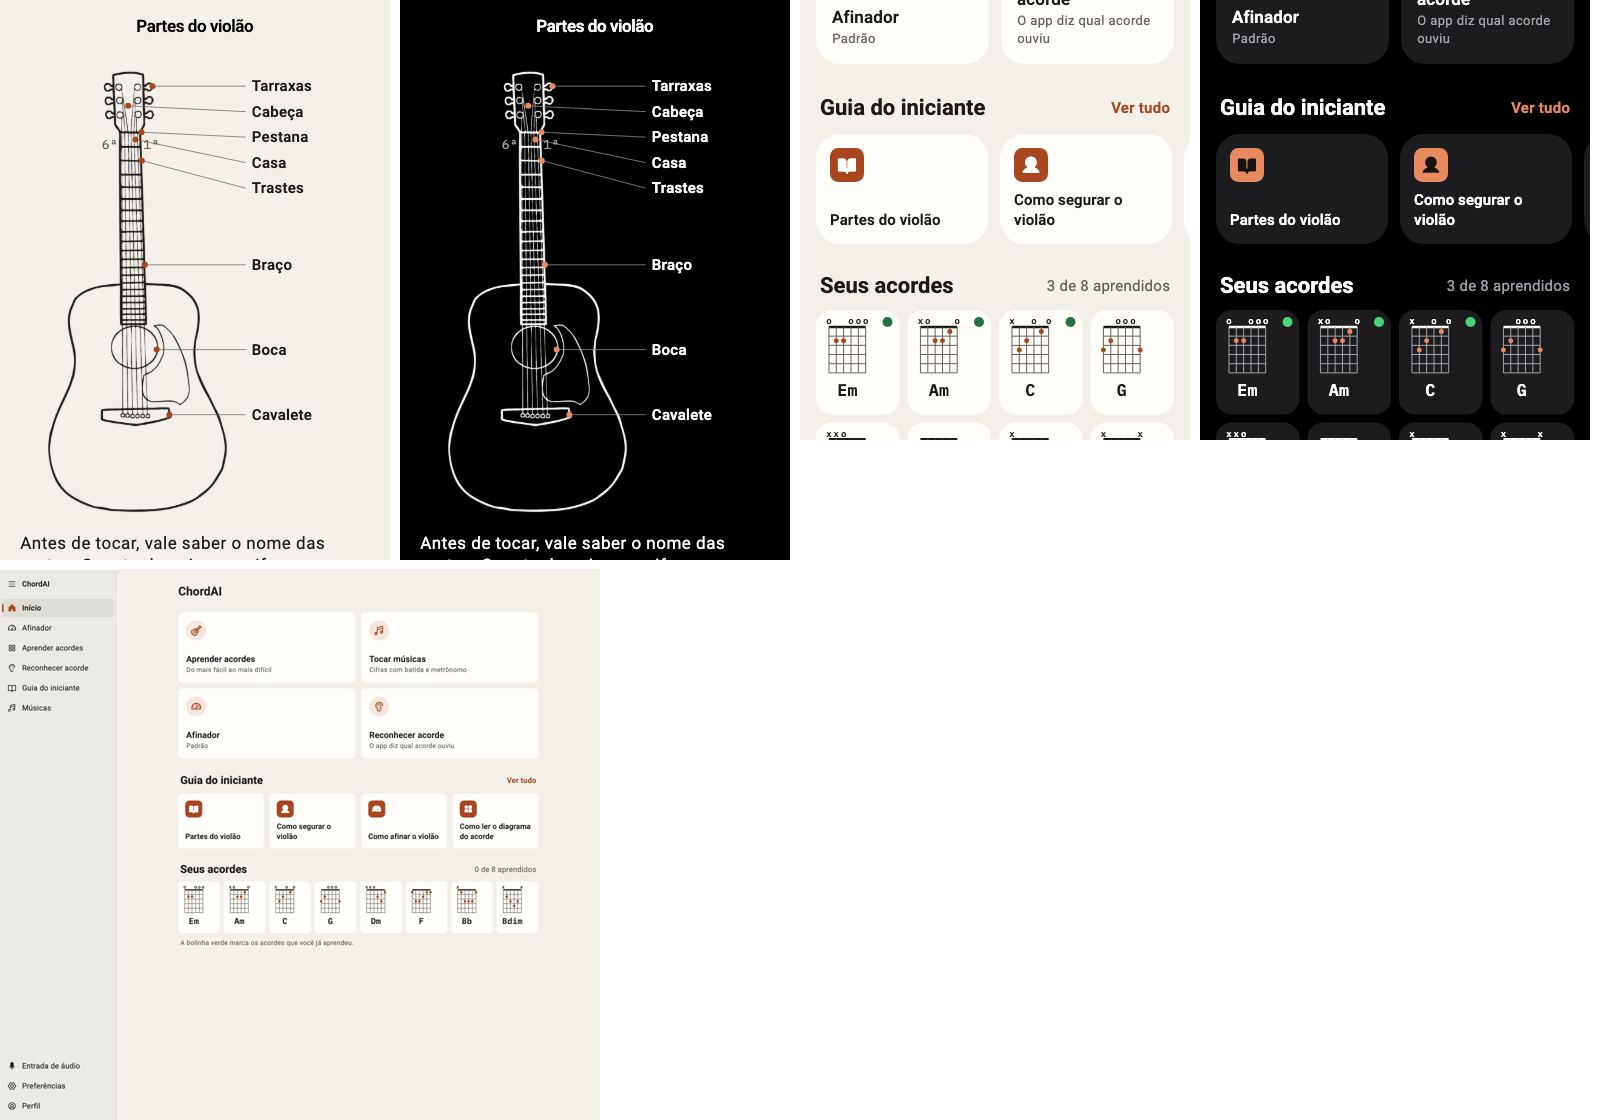 Partes do violão
Tarraxas
Cabeça
Pestana
6ª
1ª
Casa
Trastes
Braço
Boca
Cavalete
Antes de tocar, vale saber o nome das
Partes do violão
Tarraxas
Cabeça
Pestana
6ª
1ª
Casa
Trastes
Braço
Boca
Cavalete
Antes de tocar, vale saber o nome das
Afinador
Padrão
acorde
O app diz qual acorde
ouviu
Guia do iniciante
Ver tudo
Partes do violão
Como segurar o
violão
Seus acordes
3 de 8 aprendidos
o ooo
xo o
x o o
ooo
Em
Am
C
G
xxo
x
x x
Afinador
Padrão
acorde
O app diz qual acorde
ouviu
Guia do iniciante
Ver tudo
Partes do violão
Como segurar o
violão
Seus acordes
3 de 8 aprendidos
o ooo
xo o
x o o
ooo
Em
Am
C
G
xxo
x
x x
ChordAI
Início
Afinador
Aprender acordes
Reconhecer acorde
Guia do iniciante
Músicas
Entrada de áudio
Preferências
Perfil
ChordAI
Aprender acordes
Do mais fácil ao mais difícil
Tocar músicas
Cifras com batida e metrônomo
Afinador
Padrão
Reconhecer acorde
O app diz qual acorde ouviu
Guia do iniciante
Ver tudo
Partes do violão
Como segurar o
violão
Como afinar o violão
Como ler o diagrama
do acorde
Seus acordes
0 de 8 aprendidos
Em
Am
C
G
Dm
F
Bb
Bdim
A bolinha verde marca os acordes que você já aprendeu.